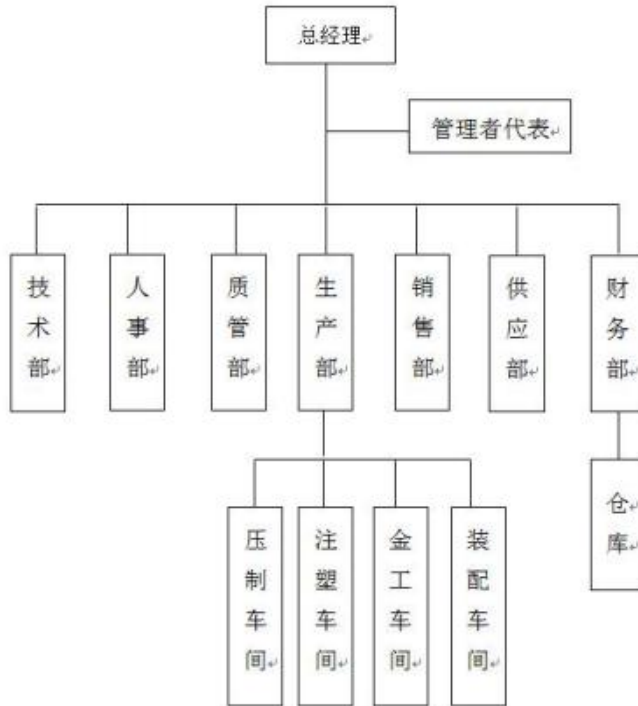 总经理
管理者代表
技术部
人事部
质管部
生产部
销售部
供应部
财务部
压制车间
注塑车间
金工车间
装配车间
仓库